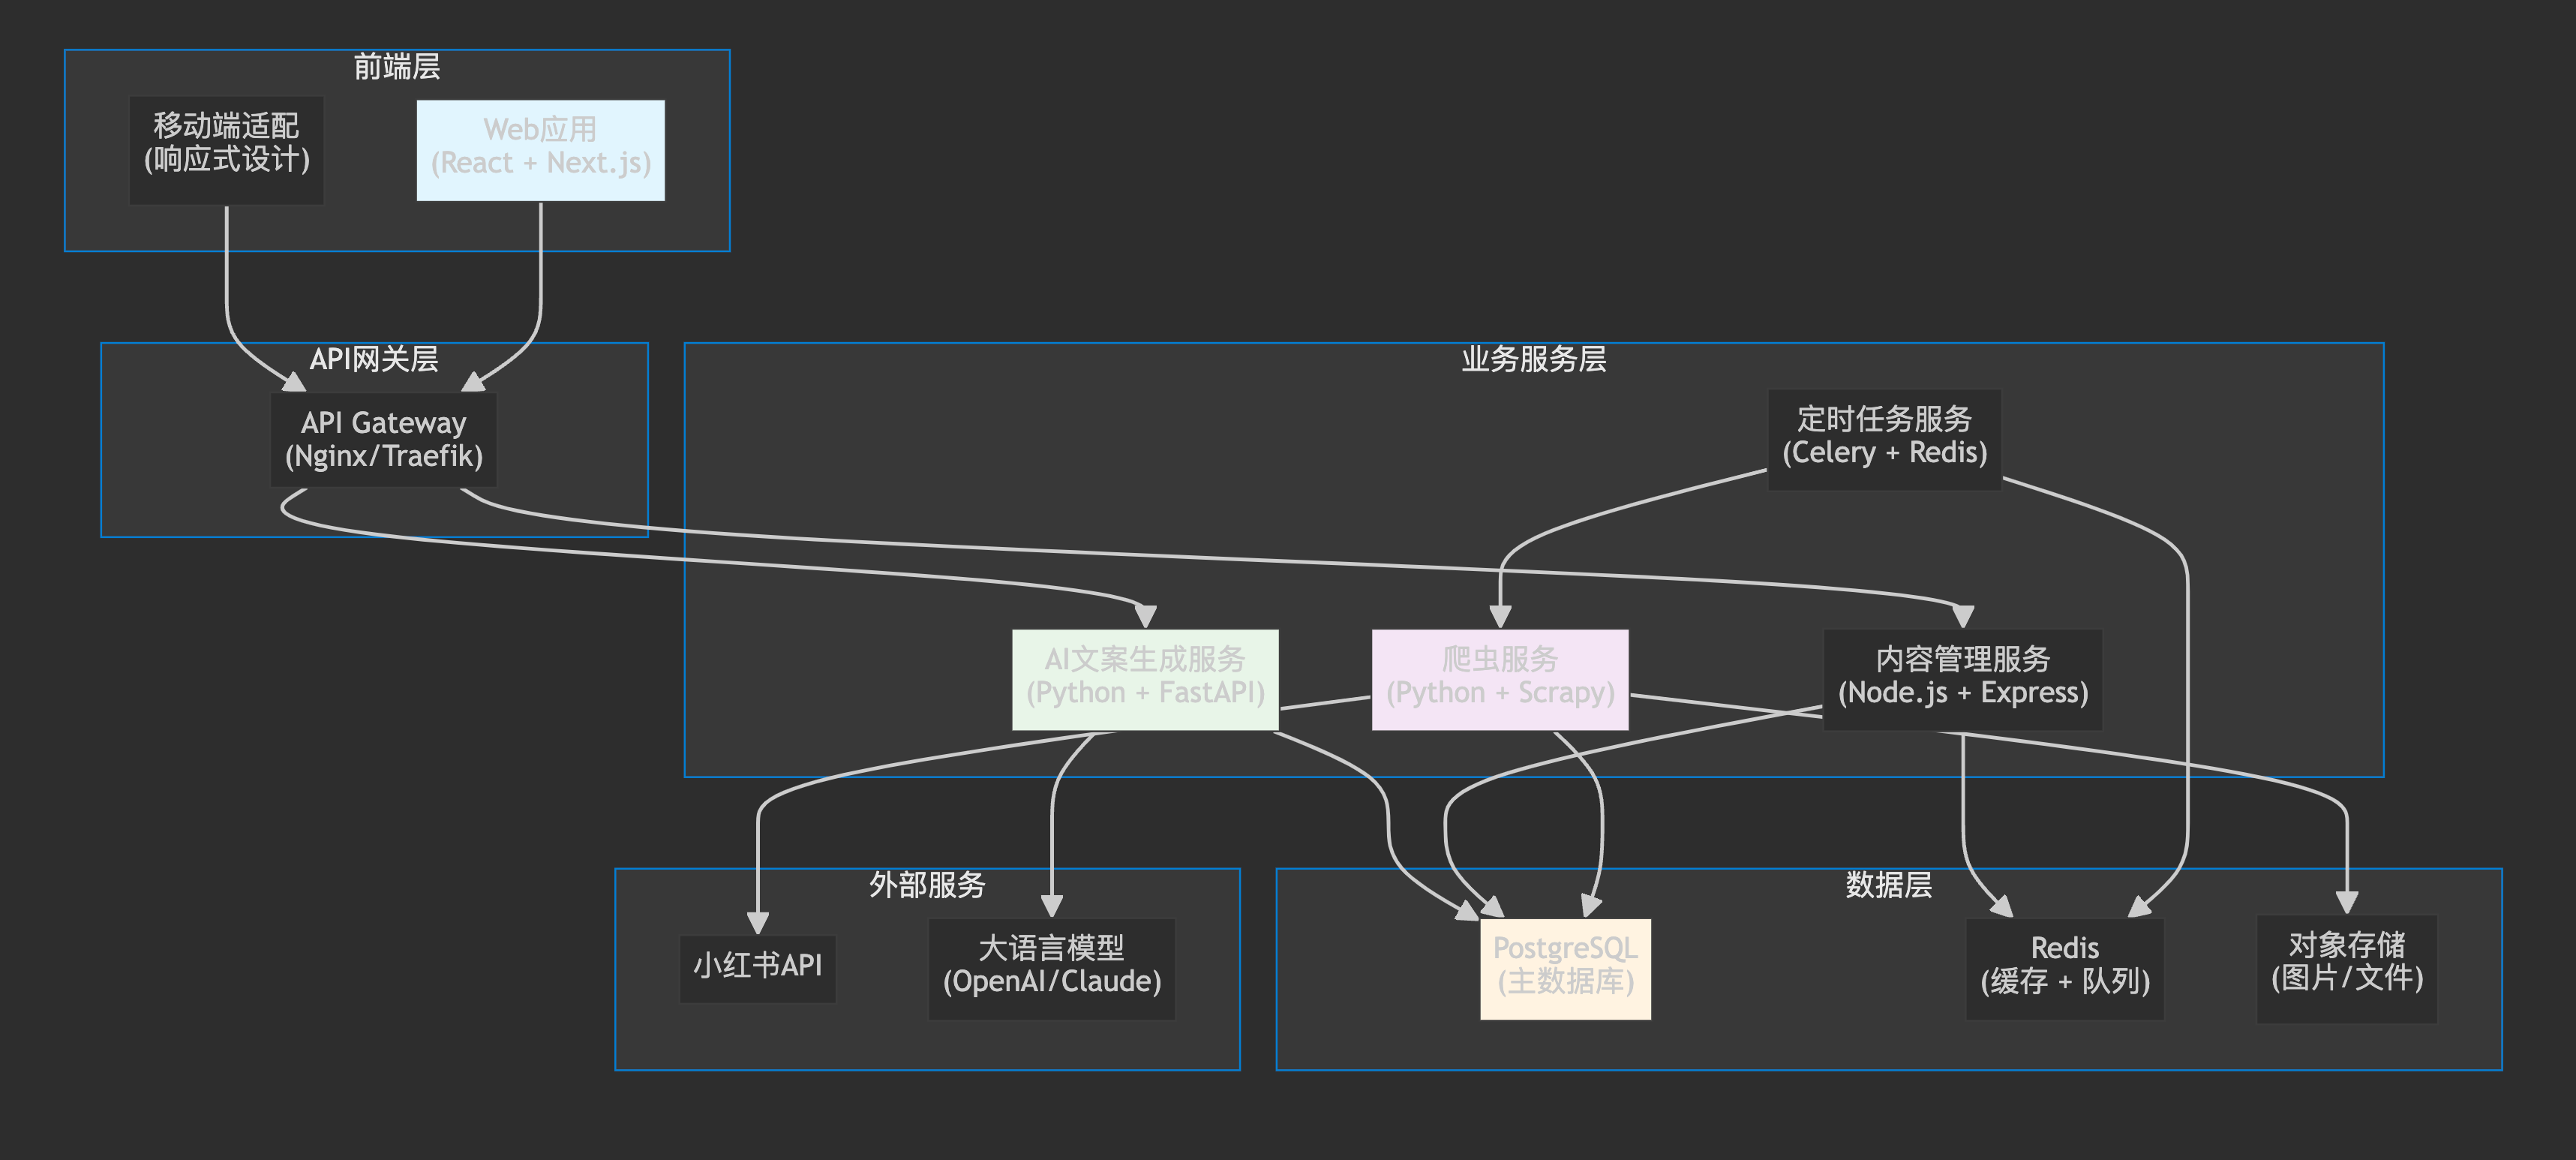 前端层
移动端适配
(响应式设计)
Web应用
(React + Next.js)
API网关层
API Gateway
(Nginx/Traefik)
业务服务层
定时任务服务
(Celery + Redis)
AI文案生成服务
(Python + FastAPI)
爬虫服务
(Python + Scrapy)
内容管理服务
(Node.js + Express)
外部服务
小红书API
大语言模型
(OpenAI/Claude)
数据层
PostgreSQL
(主数据库)
Redis
(缓存 + 队列)
对象存储
(图片/文件)